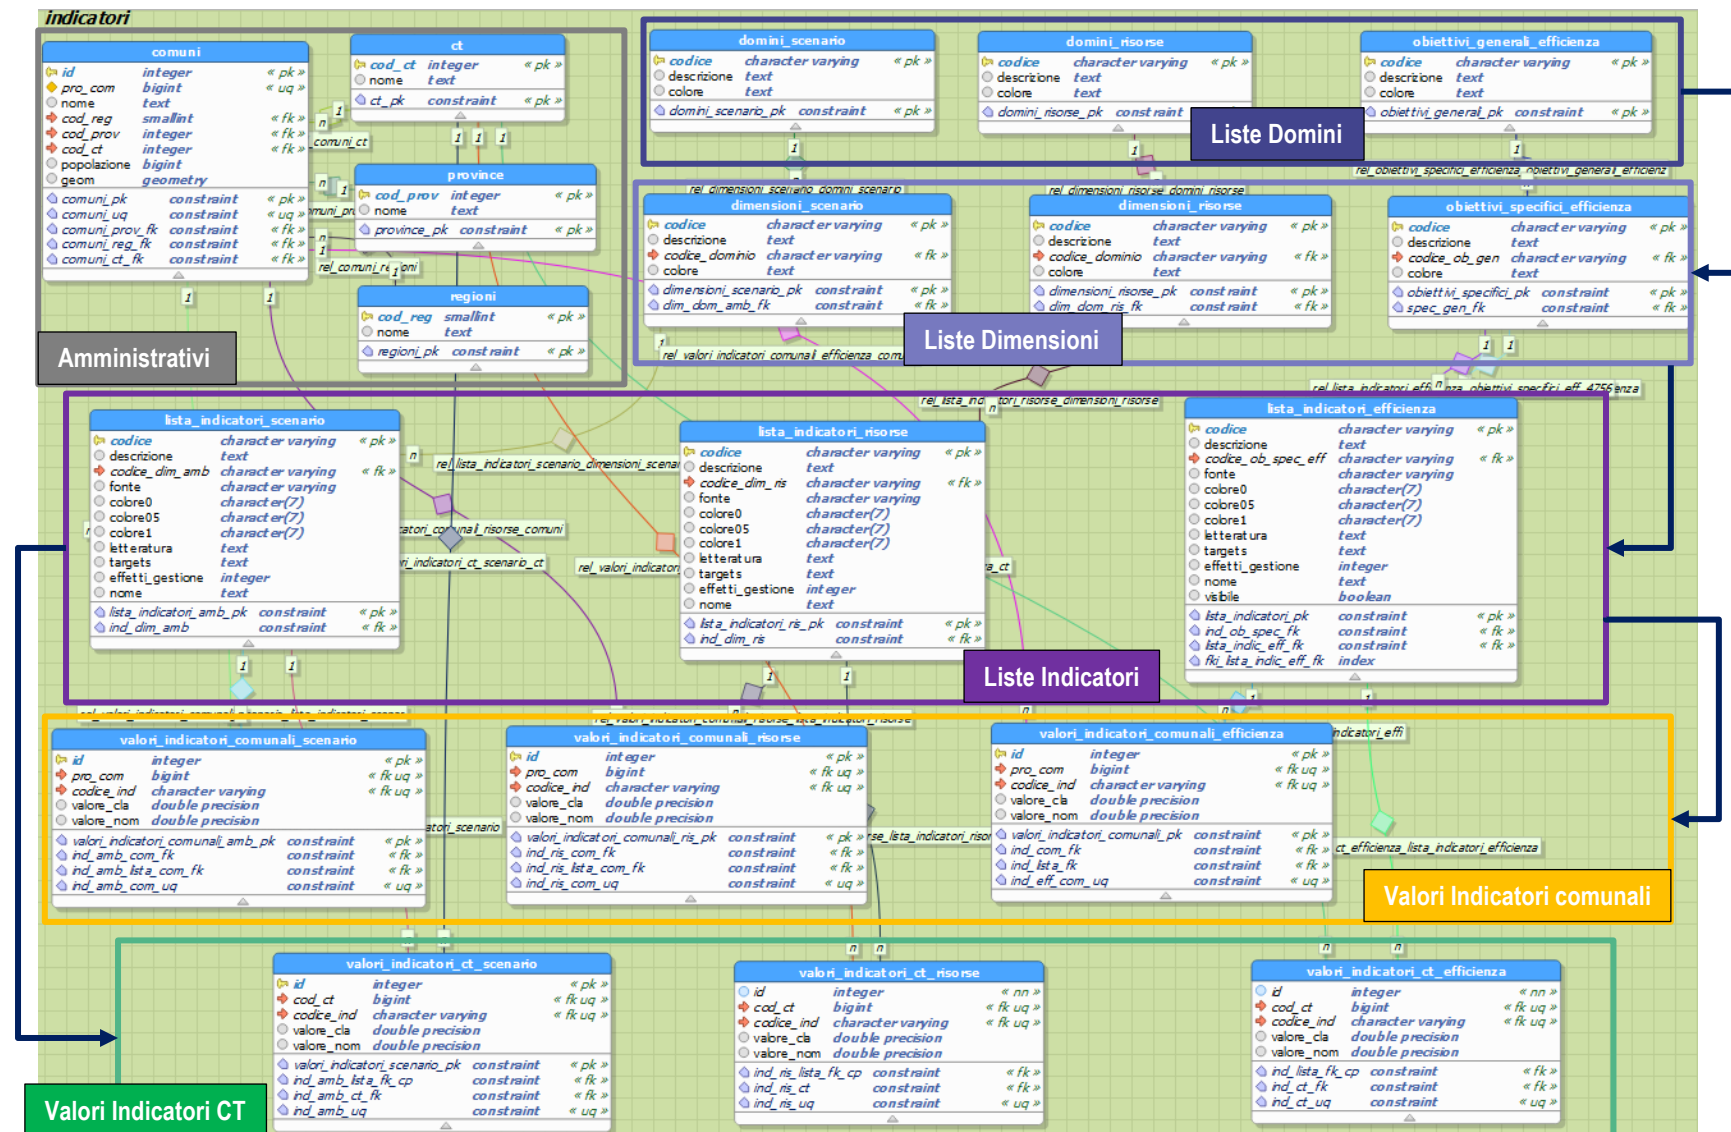 indicatori
comuni
id integer « pk »
pro_com bigint « uq »
nome text
cod_reg smallint « fk »
cod_prov integer « fk »
cod_ct integer « fk »
popolazione bigint
geom geometry
comuni_pk constraint « pk »
comuni_uq constraint « uq »
comuni_prov_fk constraint « fk »
comuni_reg_fk constraint « fk »
comuni_ct_fk constraint « fk »
ct
cod_ct integer « pk »
nome text
ct_pk constraint « pk »
province
cod_prov integer « pk »
nome text
province_pk constraint « pk »
regioni
cod_reg smallint « pk »
nome text
regioni_pk constraint « pk »
Amministrativi
domini_scenario
codice character varying « pk »
descrizione text
colore text
domini_scenario_pk constraint « pk »
domini_risorse
codice character varying « pk »
descrizione text
colore text
domini_risorse_pk constraint
obiettivi_generali_efficienza
codice character varying « pk »
descrizione text
colore text
obiettivi_generali_pk constraint « pk »
Liste Domini
rel_dimensioni_scenario_domini_scenario
rel_dimensioni_risorse_domini_risorse
rel_obiettivi_specifici_efficienza_obiettivi_generali_efficienz
dimensioni_scenario
codice character varying « pk »
descrizione text
codice_dominio character varying « fk »
colore text
dimensioni_scenario_pk constraint « pk »
dim_dom_amb_fk constraint « fk »
dimensioni_risorse
codice character varying « pk »
descrizione text
codice_dominio character varying « fk »
colore text
dimensioni_risorse_pk constraint « pk »
dim_dom_ris_fk constraint « fk »
obiettivi_specifici_efficienza
codice character varying « pk »
descrizione text
codice_ob_gen character varying « fk »
colore text
obiettivi_specifici_pk constraint « pk »
spec_gen_fk constraint « fk »
Liste Dimensioni
rel_valori_indicatori_comunali_efficienza_comu
rel_lista_indicatori_scenario_dimensioni_scenar
lista_indicatori_scenario
codice character varying « pk »
descrizione text
codice_dim_amb character varying « fk »
fonte character varying
colore0 character(7)
colore05 character(7)
colore1 character(7)
letteratura text
targets text
effetti_gestione integer
nome text
lista_indicatori_amb_pk constraint « pk »
ind_dim_amb constraint « fk »
lista_indicatori_risorse
codice character varying « pk »
descrizione text
codice_dim_ris character varying « fk »
fonte character varying
colore0 character(7)
colore05 character(7)
colore1 character(7)
letteratura text
targets text
effetti_gestione integer
nome text
lista_indicatori_ris_pk constraint « pk »
ind_dim_ris constraint « fk »
lista_indicatori_efficienza
codice character varying « pk »
descrizione text
codice_ob_spec_eff character varying « fk »
fonte character varying
colore0 character(7)
colore05 character(7)
colore1 character(7)
letteratura text
targets text
effetti_gestione integer
nome text
visibile boolean
lista_indicatori_pk constraint « pk »
ind_ob_spec_fk constraint « fk »
lista_indic_eff_fk constraint « fk »
fki_lista_indic_eff_fk index
Liste Indicatori
valori_indicatori_comunali_scenario
id integer « pk »
pro_com bigint « fk uq »
codice_ind character varying « fk uq »
valore_cla double precision
valore_nom double precision
valori_indicatori_comunali_amb_pk constraint « pk »
ind_amb_com_fk constraint « fk »
ind_amb_lista_com_fk constraint « fk »
ind_amb_com_uq constraint « uq »
valori_indicatori_comunali_risorse
id integer « pk »
pro_com bigint « fk uq »
codice_ind character varying « fk uq »
valore_cla double precision
valore_nom double precision
valori_indicatori_comunali_ris_pk constraint « pk »
ind_ris_com_fk constraint « fk »
ind_ris_lista_com_fk constraint « fk »
ind_ris_com_uq constraint « uq »
valori_indicatori_comunali_efficienza
id integer « pk »
pro_com bigint « fk uq »
codice_ind character varying « fk uq »
valore_cla double precision
valore_nom double precision
valori_indicatori_comunali_pk constraint « pk »
ind_com_fk constraint « fk »
ind_lista_fk constraint « fk »
ind_eff_com_uq constraint « uq »
ct_efficienza_lista_indicatori_efficienza
Valori Indicatori comunali
valori_indicatori_ct_scenario
id integer « pk »
cod_ct bigint « fk uq »
codice_ind character varying « fk uq »
valore_cla double precision
valore_nom double precision
valori_indicatori_scenario_pk constraint « pk »
ind_amb_lista_fk_cp constraint « fk »
ind_amb_ct_fk constraint « fk »
ind_amb_uq constraint « uq »
valori_indicatori_ct_risorse
id integer « nn »
cod_ct bigint « fk uq »
codice_ind character varying « fk uq »
valore_cla double precision
valore_nom double precision
ind_ris_lista_fk_cp constraint « fk »
ind_ris_ct constraint « fk »
ind_ris_uq constraint « uq »
valori_indicatori_ct_efficienza
id integer « nn »
cod_ct bigint « fk uq »
codice_ind character varying « fk uq »
valore_cla double precision
valore_nom double precision
ind_lista_fk_cp constraint « fk »
ind_ct_fk constraint « fk »
ind_ct_uq constraint « uq »
Valori Indicatori CT